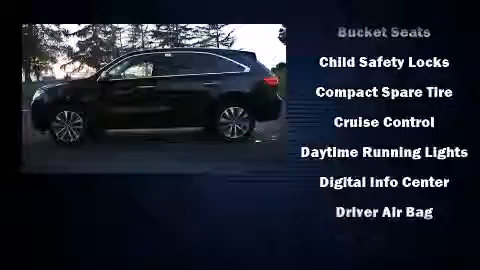 Bucket Seats
Child Safety Locks
Compact Spare Tire
Cruise Control
Daytime Running Lights
Digital Info Center
Driver Air Bag